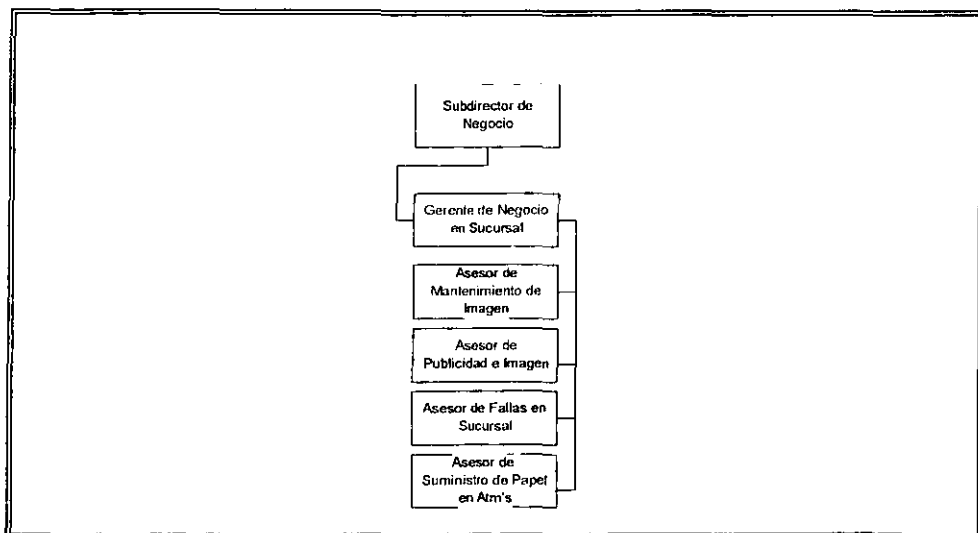 Subdirector de
Negocio
Gerente de Negocio
en Sucursal
Asesor de
Mantenimiento de
Imagen
Asesor de
Publicidad e Imagen
Asesor de Fallas en
Sucursal
Asesor de
Suministro de Papel
en Atm's